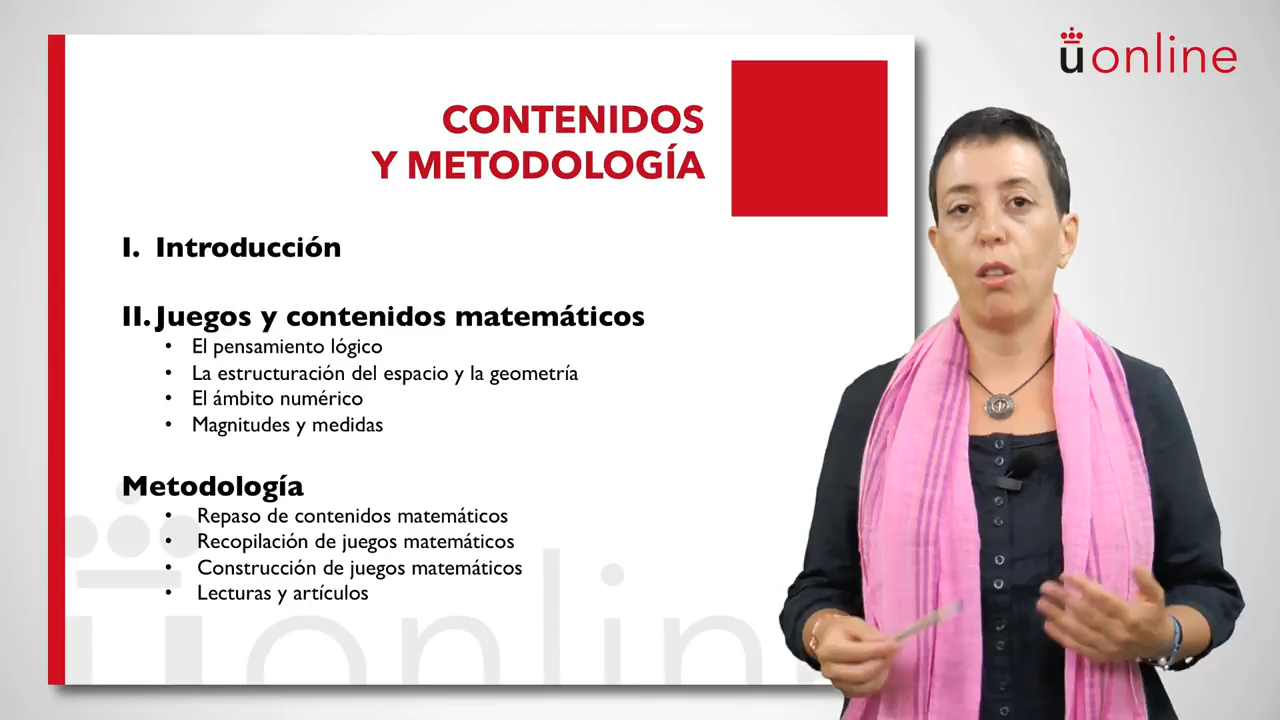 üonline
CONTENIDOS
Y METODOLOGÍA
I. Introducción
II. Juegos y contenidos matemáticos
• El pensamiento lógico
• La estructuración del espacio y la geometría
• El ámbito numérico
• Magnitudes y medidas
Metodología
• Repaso de contenidos matemáticos
• Recopilación de juegos matemáticos
• Construcción de juegos matemáticos
• Lecturas y artículos
üonline